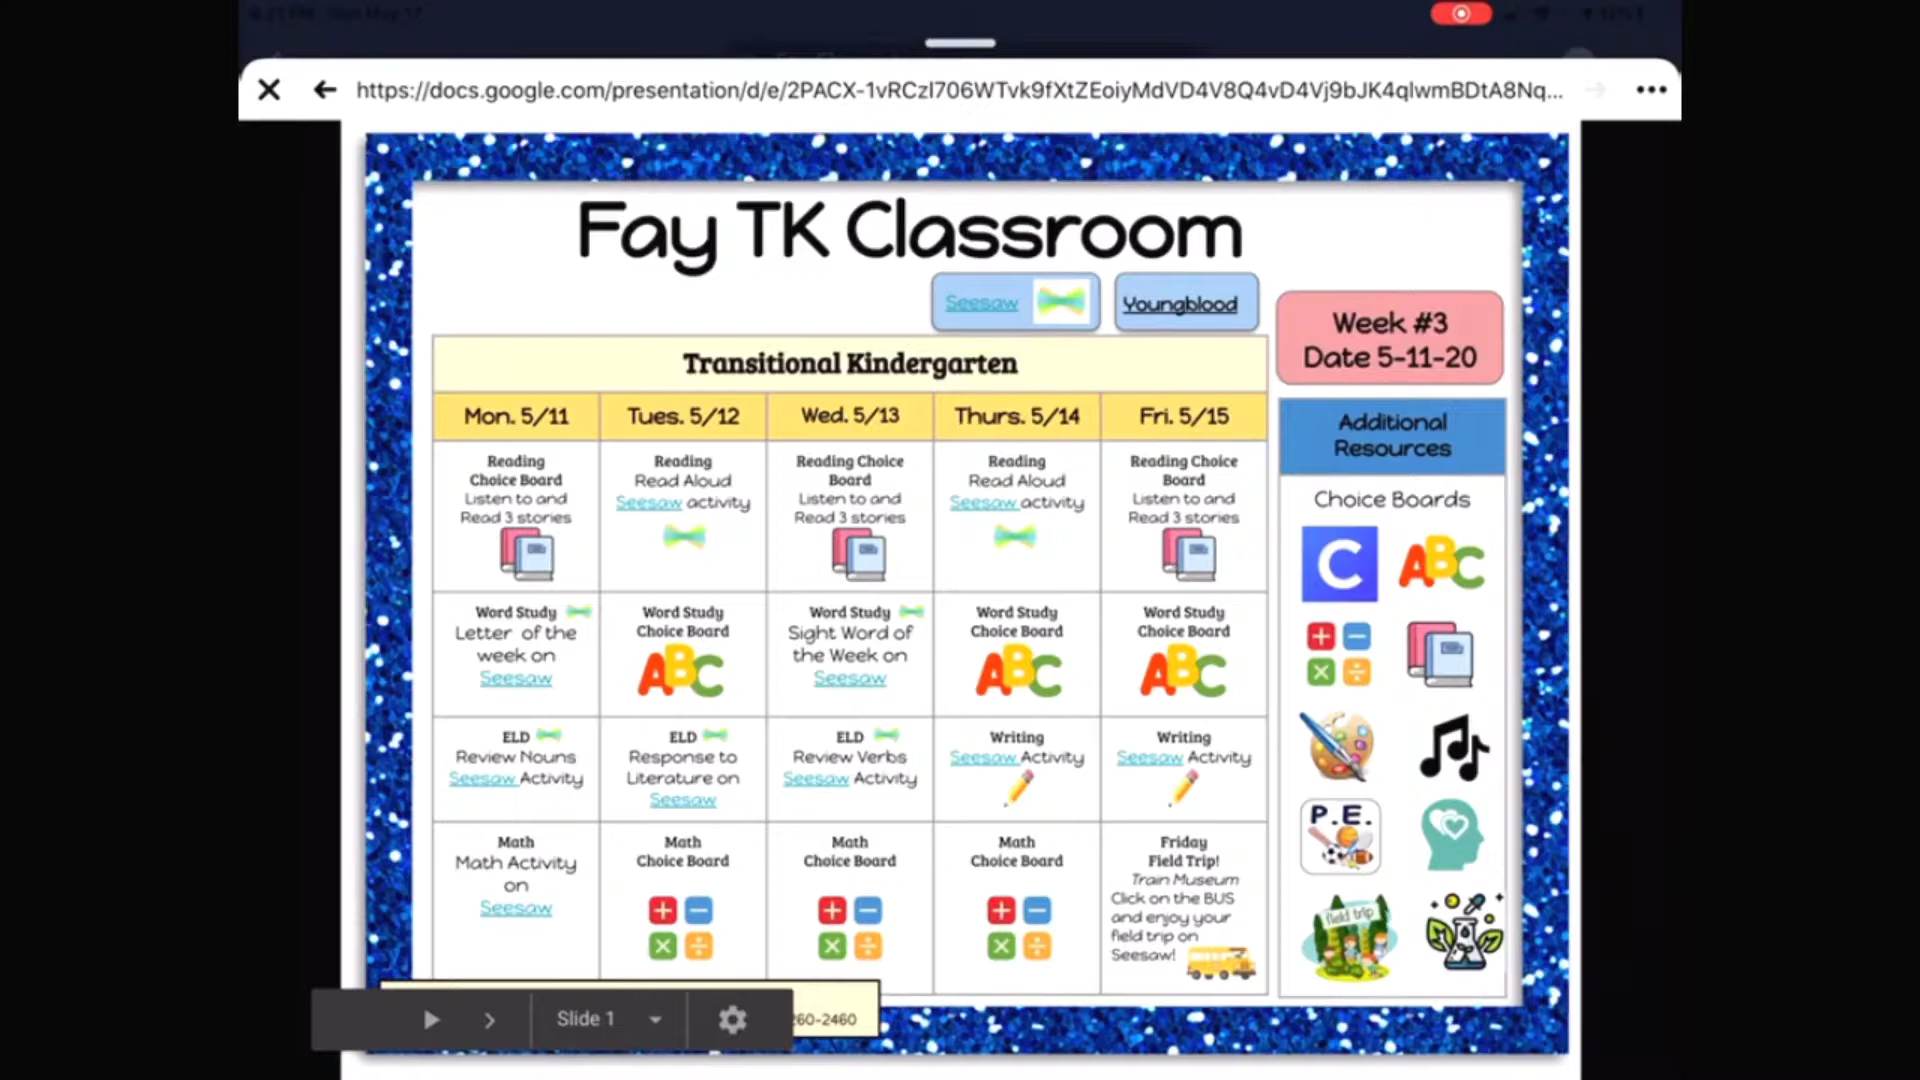 https://docs.google.com/presentation/d/e/2PACX-1vRCzI706WTvk9fXtZEoiyMdVD4V8Q4vD4Vj9bJK4qlwmBDtA8Nq...
Fay TK Classroom
Seesaw
Youngblood
Week #3
Date 5-11-20
Transitional Kindergarten
Mon. 5/11
Tues. 5/12
Wed. 5/13
Thurs. 5/14
Fri. 5/15
Reading
Choice Board
Listen to and
Read 3 stories
Reading
Read Aloud
Seesaw activity
Reading Choice
Board
Listen to and
Read 3 stories
Reading
Read Aloud
Seesaw activity
Reading Choice
Board
Listen to and
Read 3 stories
Word Study
Letter of the
week on
Seesaw
Word Study
Choice Board
ABC
Word Study
Sight Word of
the Week on
Seesaw
Word Study
Choice Board
ABC
Word Study
Choice Board
ABC
ELD
Review Nouns
Seesaw Activity
ELD
Response to
Literature on
Seesaw
ELD
Review Verbs
Seesaw Activity
Writing
Seesaw Activity
Writing
Seesaw Activity
Math
Math Activity
on
Seesaw
Math
Choice Board
Math
Choice Board
Math
Choice Board
Friday
Field Trip!
Train Museum
Click on the BUS
and enjoy your
field trip on
Seesaw!
Additional
Resources
Choice Boards
C
ABC
P.E.
field trip
Slide 1
260-2460